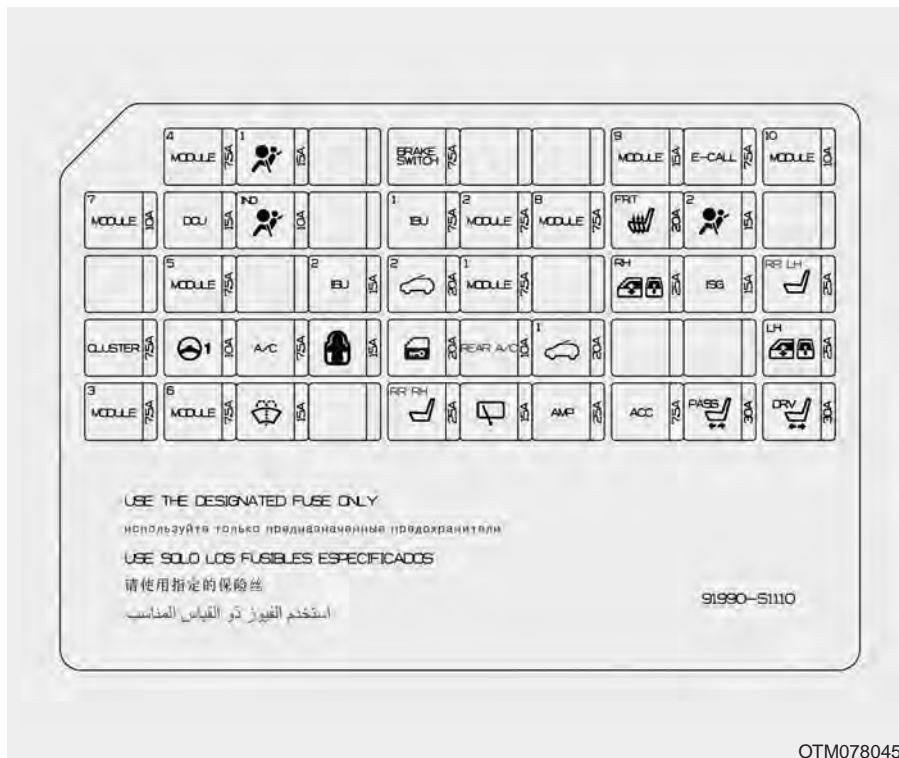 4 MODULE 7.5A 1 15A BRAKE SWITCH 7.5A 9 MODULE 15A E-CALL 7.5A 10 MODULE 10A
7 MODULE 10A DCU 15A IND 10A 1 IBU 7.5A 2 MODULE 7.5A 8 MODULE 7.5A FRT 20A 2 15A
5 MODULE 7.5A 2 IBU 15A 2 20A 1 MODULE 7.5A RH 25A ISG 15A RR LH 25A
CLUSTER 7.5A 1 10A A/C 7.5A 15A 20A REAR A/C 10A 1 20A LH 25A
3 MODULE 7.5A 6 MODULE 7.5A 15A RR RH 25A 15A AMP 25A ACC 7.5A PASS 30A DRV 30A
USE THE DESIGNATED FUSE ONLY
используйте только предназначенные предохранители
USE SOLO LOS FUSIBLES ESPECIFICADOS
请使用指定的保险丝
استخدم الفيوز ذو القياس المناسب
91990-S1110
OTM078045